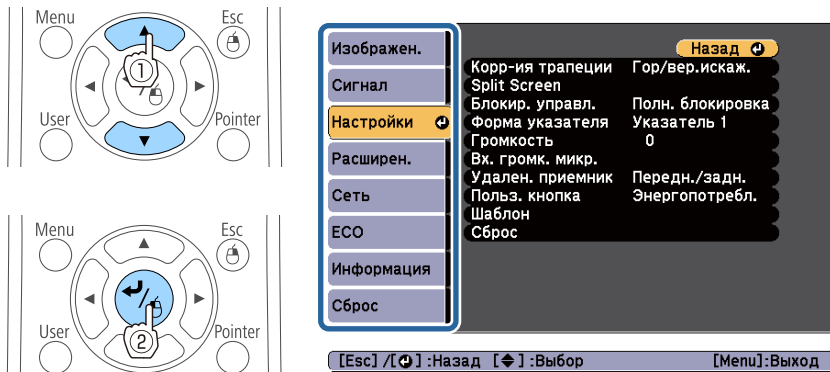 Menu
Esc
1
User
Pointer
Menu
Esc
User
Pointer
2
Изображен.
Сигнал
Настройки
Расширен.
Сеть
ECO
Информация
Сброс
Назад
Корр-ия трапеции Гор/вер.искаж.
Split Screen
Блокир. управл. Полн. блокировка
Форма указателя Указатель 1
Громкость 0
Вх. громк. микр.
Удален. приемник Передн./задн.
Польз. кнопка Энергопотребл.
Шаблон
Сброс
[Esc] /[ ] :Назад [ ] :Выбор [Menu]:Выход